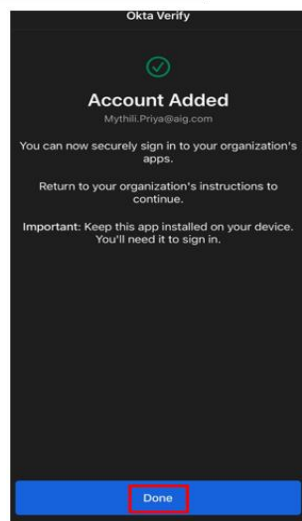 Okta Verify
Account Added
Mythili.Priya@aig.com
You can now securely sign in to your organization's
apps.
Return to your organization's instructions to
continue.
Important: Keep this app installed on your device.
You'll need it to sign in.
Done